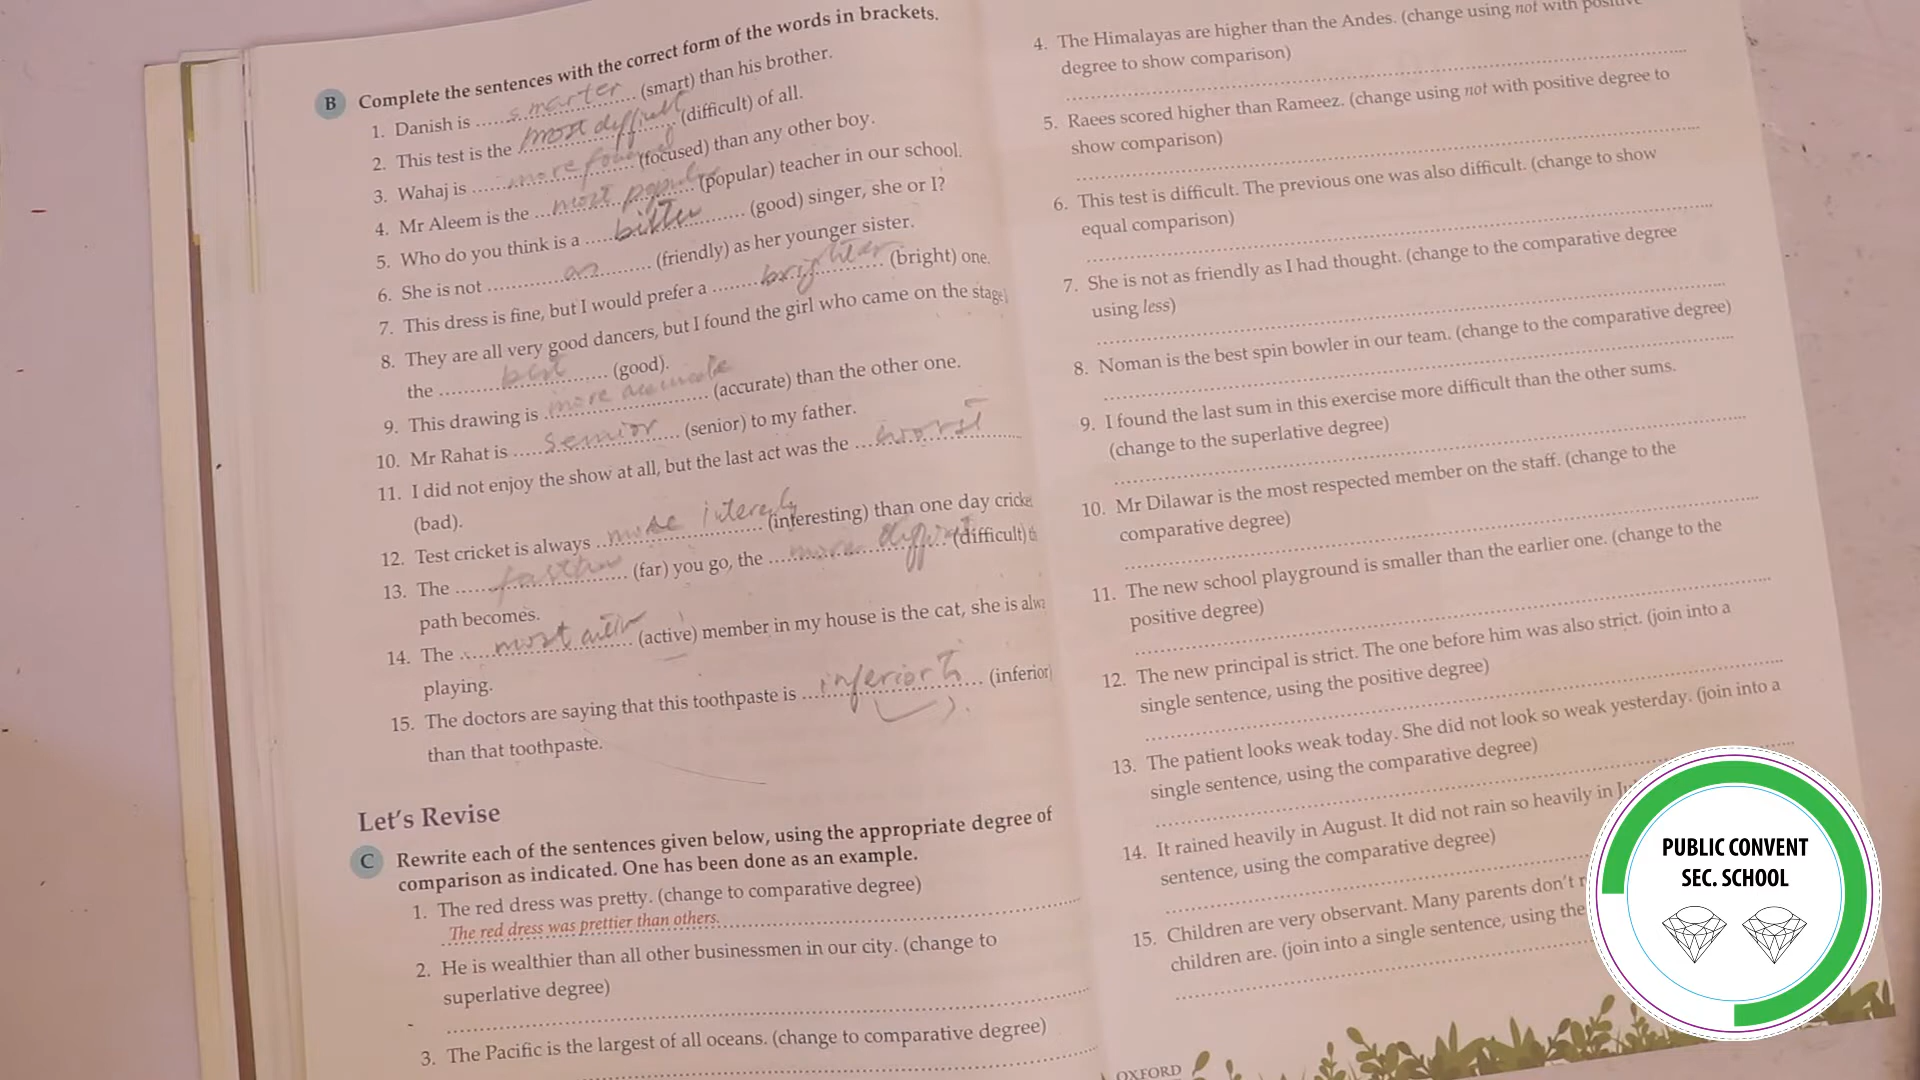 B Complete the sentences with the correct form of the words in brackets.
1. Danish is smarter (smart) than his brother.
2. This test is the most difficult (difficult) of all.
3. Wahaj is more focused (focused) than any other boy.
4. Mr Aleem is the most popular (popular) teacher in our school.
5. Who do you think is a (good) singer, she or I?
6. She is not (friendly) as her younger sister.
7. This dress is fine, but I would prefer a brighter (bright) one.
8. They are all very good dancers, but I found the girl who came on the stage
the best (good).
9. This drawing is more accurate (accurate) than the other one.
10. Mr Rahat is senior (senior) to my father.
11. I did not enjoy the show at all, but the last act was the worst
(bad).
12. Test cricket is always more (interesting) than one day cricke
13. The (far) you go, the more (difficult) th
path becomes.
14. The most active (active) member in my house is the cat, she is alwa
playing.
15. The doctors are saying that this toothpaste is inferior to (inferior)
than that toothpaste.
Let's Revise
C Rewrite each of the sentences given below, using the appropriate degree of
comparison as indicated. One has been done as an example.
1. The red dress was pretty. (change to comparative degree)
The red dress was prettier than others.
2. He is wealthier than all other businessmen in our city. (change to
superlative degree)
3. The Pacific is the largest of all oceans. (change to comparative degree)
4. The Himalayas are higher than the Andes. (change using not with positive
degree to show comparison)
5. Raees scored higher than Rameez. (change using not with positive degree to
show comparison)
6. This test is difficult. The previous one was also difficult. (change to show
equal comparison)
7. She is not as friendly as I had thought. (change to the comparative degree
using less)
8. Noman is the best spin bowler in our team. (change to the comparative degree)
9. I found the last sum in this exercise more difficult than the other sums.
(change to the superlative degree)
10. Mr Dilawar is the most respected member on the staff. (change to the
comparative degree)
11. The new school playground is smaller than the earlier one. (change to the
positive degree)
12. The new principal is strict. The one before him was also strict. (join into a
single sentence, using the positive degree)
13. The patient looks weak today. She did not look so weak yesterday. (join into a
single sentence, using the comparative degree)
14. It rained heavily in August. It did not rain so heavily in
sentence, using the comparative degree)
15. Children are very observant. Many parents don't
children are. (join into a single sentence, using the
OXFORD
PUBLIC CONVENT
SEC. SCHOOL